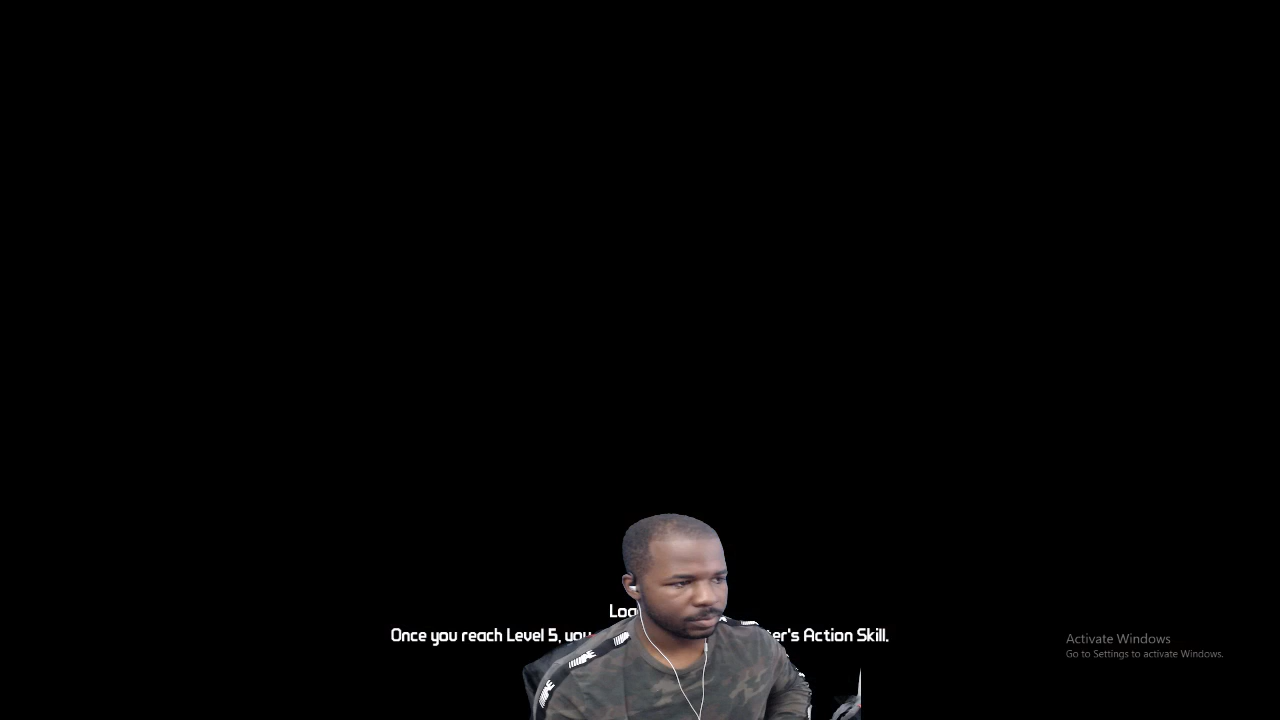 Loa
Once you reach Level 5, you er's Action Skill.
Activate Windows
Go to Settings to activate Windows.